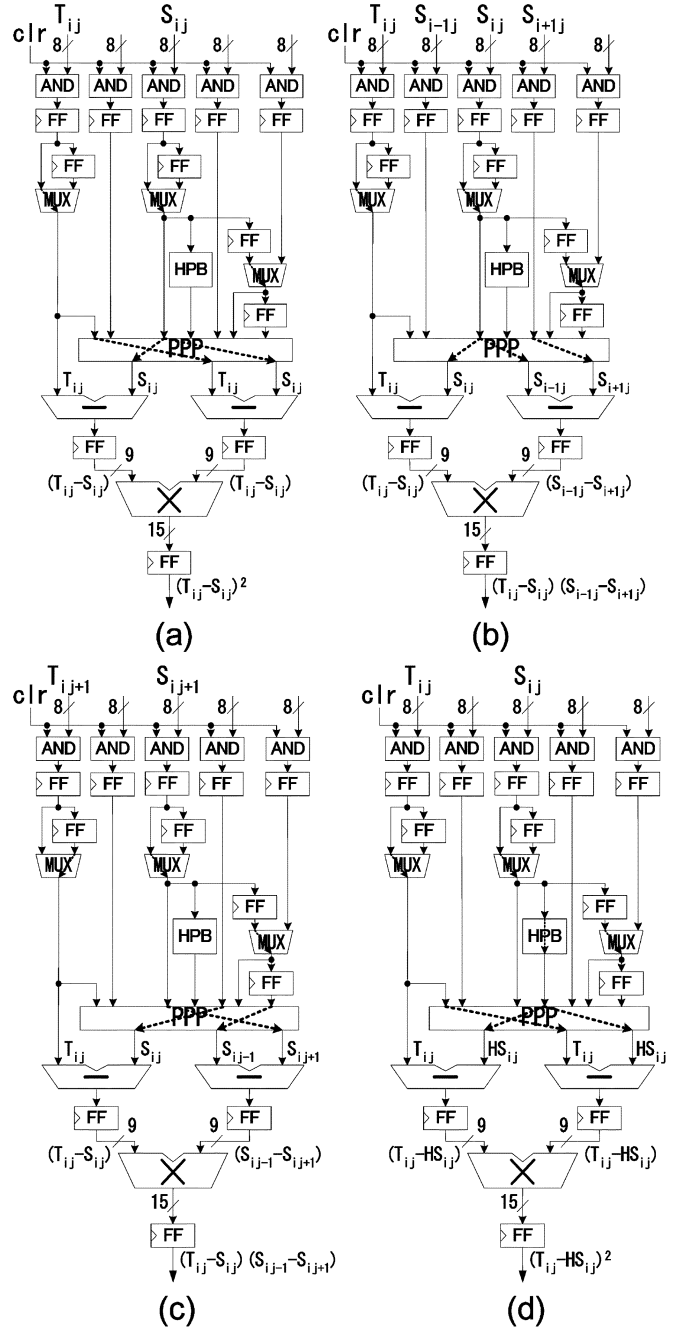 T_ij S_ij T_ij S_i-1j S_ij S_i+1j
clr 8 8 8 8 8 clr 8 8 8 8 8
AND AND AND AND AND AND AND AND AND AND
FF FF FF FF FF FF FF FF FF FF
FF FF FF FF
MUX MUX MUX MUX
FF FF
HPB HPB
MUX MUX
FF FF
PPP PPP
T_ij S_ij T_ij S_ij T_ij S_ij S_i-1j S_i+1j
− − − −
FF FF FF FF
9 9 9 9
(T_ij−S_ij) (T_ij−S_ij) (T_ij−S_ij) (S_i-1j−S_i+1j)
× ×
15 15
FF FF
(T_ij−S_ij)² (T_ij−S_ij)(S_i-1j−S_i+1j)
(a) (b)
T_ij+1 S_ij+1 T_ij S_ij
clr 8 8 8 8 8 clr 8 8 8 8 8
AND AND AND AND AND AND AND AND AND AND
FF FF FF FF FF FF FF FF FF FF
FF FF FF FF
MUX MUX MUX MUX
FF FF
HPB HPB
MUX MUX
FF FF
PPP PPP
T_ij S_ij S_ij-1 S_ij+1 T_ij HS_ij T_ij HS_ij
− − − −
FF FF FF FF
9 9 9 9
(T_ij−S_ij) (S_ij-1−S_ij+1) (T_ij−HS_ij) (T_ij−HS_ij)
× ×
15 15
FF FF
(T_ij−S_ij)(S_ij-1−S_ij+1) (T_ij−HS_ij)²
(c) (d)